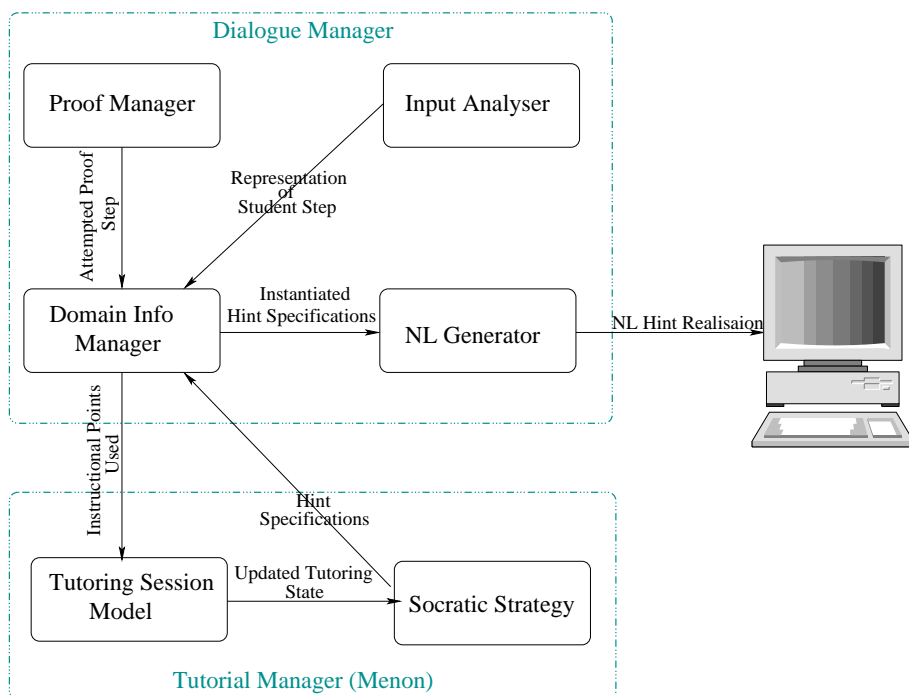 Dialogue Manager
Proof Manager
Input Analyser
Attempted Proof
Step
Representation
of
Student Step
Domain Info
Manager
Instantiated
Hint Specifications
NL Generator
NL Hint Realisaion
Instructional Points
Used
Hint
Specifications
Tutoring Session
Model
Updated Tutoring
State
Socratic Strategy
Tutorial Manager (Menon)